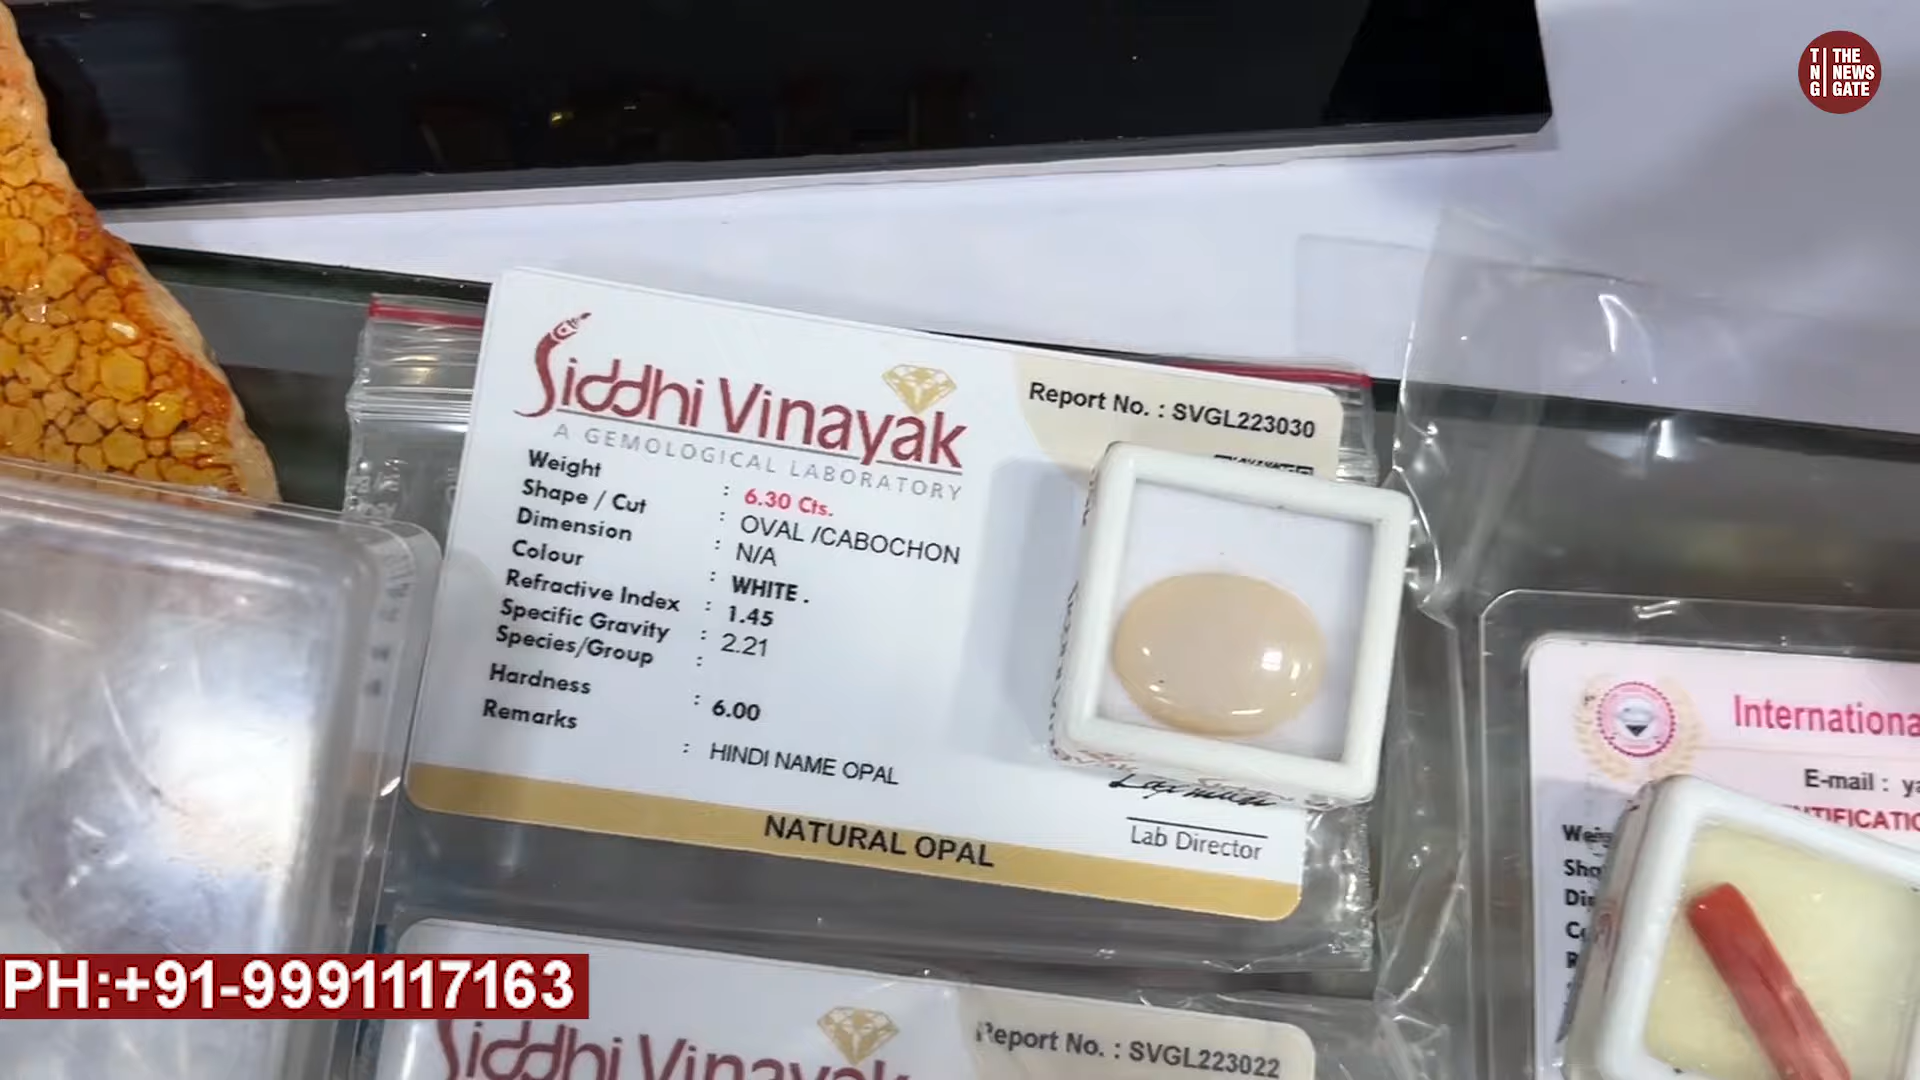 T N G THE NEWS GATE
Siddhi Vinayak
A GEMOLOGICAL LABORATORY
Report No. : SVGL223030
Weight : 6.30 Cts.
Shape / Cut : OVAL /CABOCHON
Dimension : N/A
Colour : WHITE .
Refractive Index : 1.45
Specific Gravity : 2.21
Species/Group :
Hardness : 6.00
Remarks : HINDI NAME OPAL
Lab Director
NATURAL OPAL
Internationa
E-mail :
PH:+91-9991117163
Siddhi Vinayak
Report No. : SVGL223022